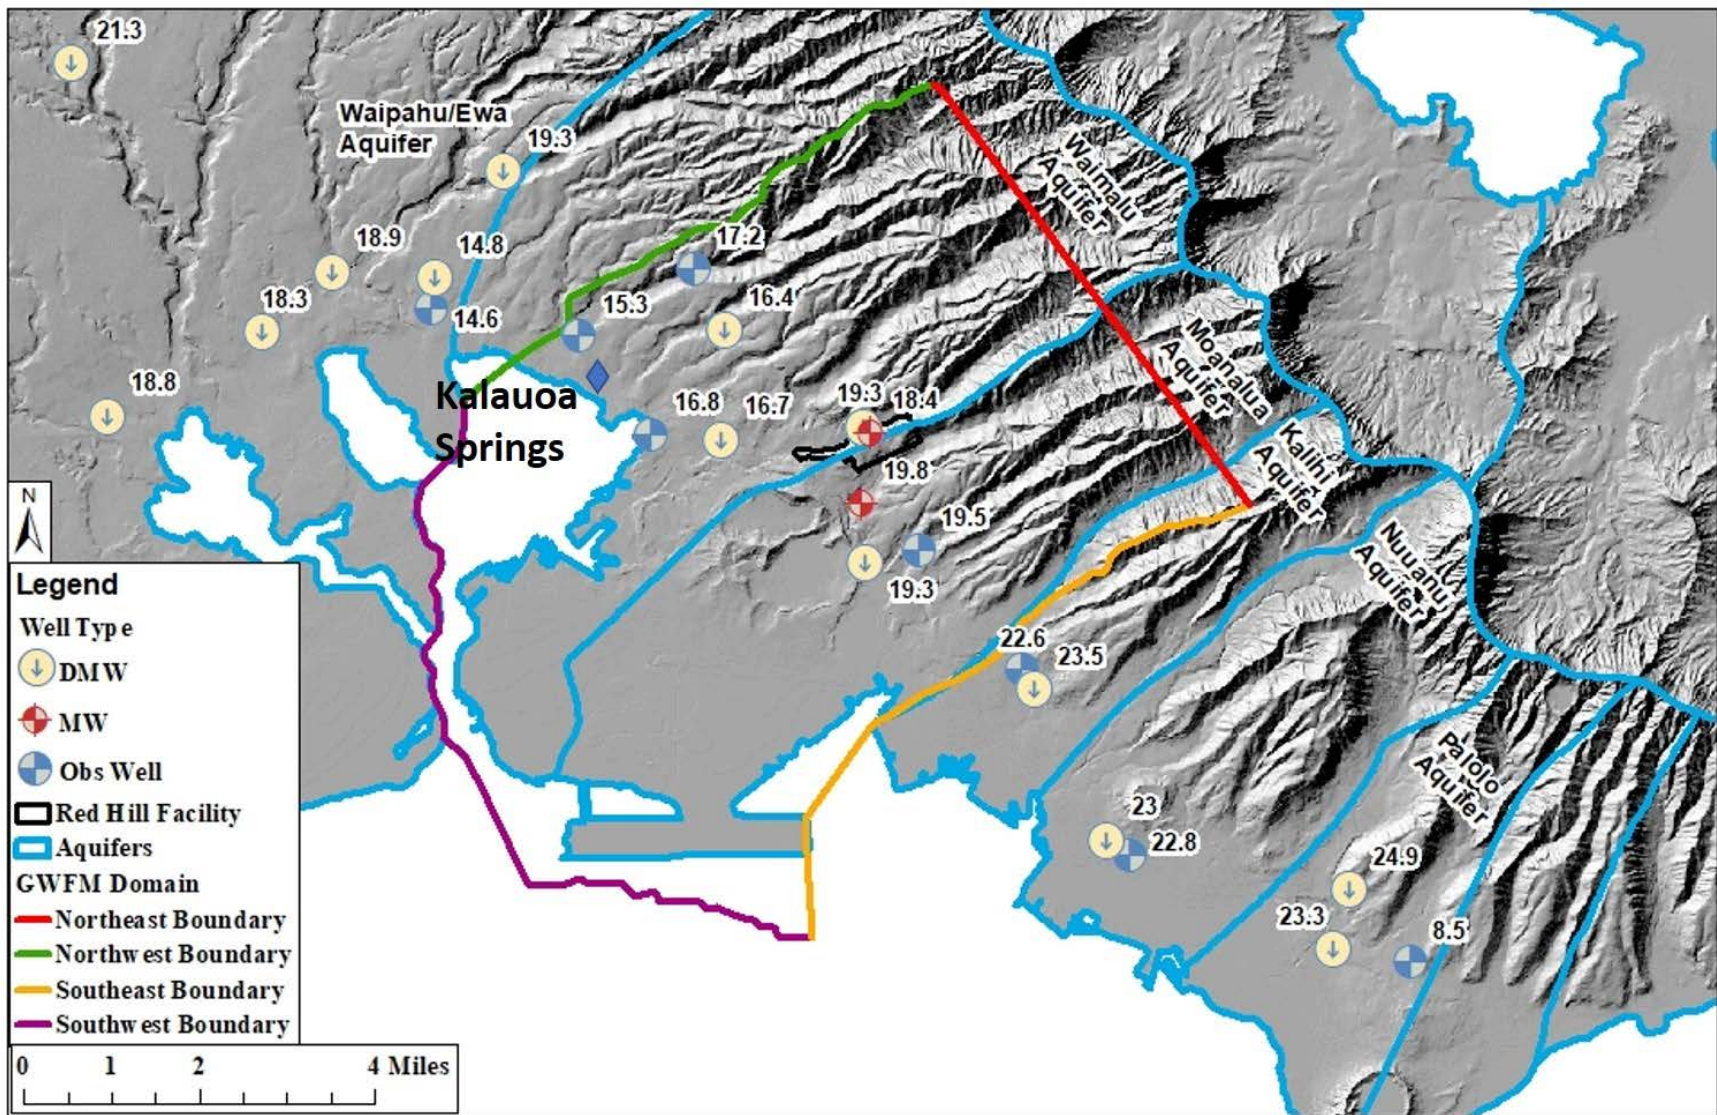 21.3
Waipahu/Ewa
Aquifer
19.3
Waimalu
Aquifer
18.9
14.8
17.2
18.3
14.6
15.3
16.4
Moanalua
Aquifer
18.8
Kalauoa
Springs
16.8
16.7
19.3
18.4
Kalihi
Aquifer
19.8
19.5
19.3
Nuuanu
Aquifer
22.6
23.5
Palolo
Aquifer
23
22.8
24.9
23.3
8.5
N
Legend
Well Type
DMW
MW
Obs Well
Red Hill Facility
Aquifers
GWFM Domain
Northeast Boundary
Northwest Boundary
Southeast Boundary
Southwest Boundary
0 1 2 4 Miles